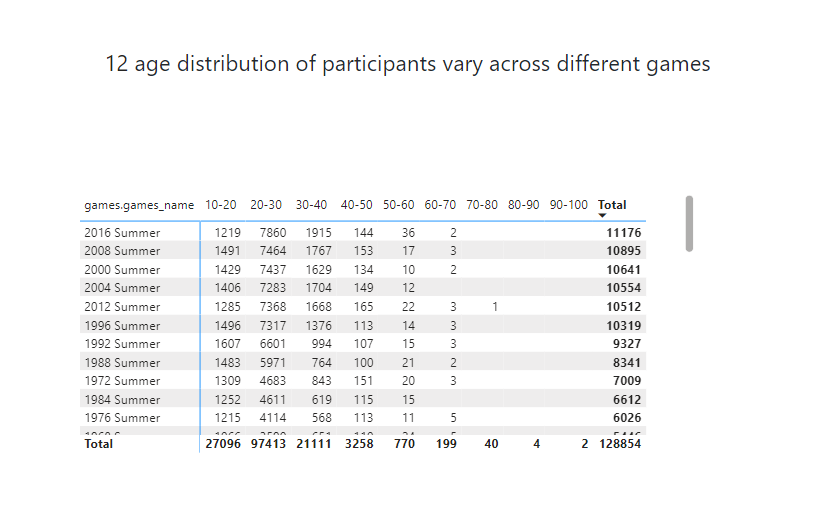 12 age distribution of participants vary across different games
games.games_name 10-20 20-30 30-40 40-50 50-60 60-70 70-80 80-90 90-100 Total
2016 Summer 1219 7860 1915 144 36 2 11176
2008 Summer 1491 7464 1767 153 17 3 10895
2000 Summer 1429 7437 1629 134 10 2 10641
2004 Summer 1406 7283 1704 149 12 10554
2012 Summer 1285 7368 1668 165 22 3 1 10512
1996 Summer 1496 7317 1376 113 14 3 10319
1992 Summer 1607 6601 994 107 15 3 9327
1988 Summer 1483 5971 764 100 21 2 8341
1972 Summer 1309 4683 843 151 20 3 7009
1984 Summer 1252 4611 619 115 15 6612
1976 Summer 1215 4114 568 113 11 5 6026
Total 27096 97413 21111 3258 770 199 40 4 2 128854